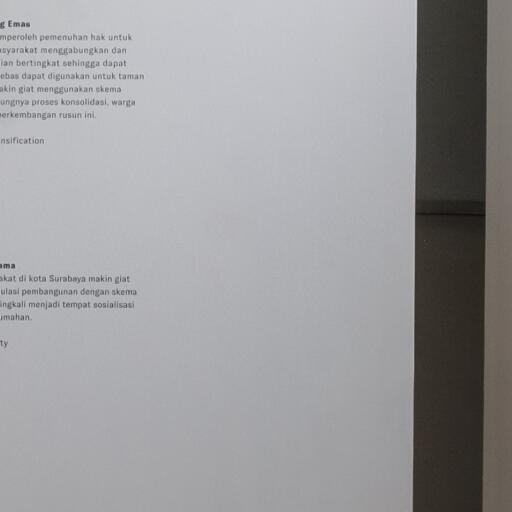 g Emas
mperoleh pemenuhan hak untuk
syarakat menggabungkan dan
ian bertingkat sehingga dapat
ebas dapat digunakan untuk taman
akin giat menggunakan skema
ungnya proses konsolidasi, warga
perkembangan rusun ini.
nsification
ama
akat di kota Surabaya makin giat
ulasi pembangunan dengan skema
ingkali menjadi tempat sosialisasi
umahan.
ty